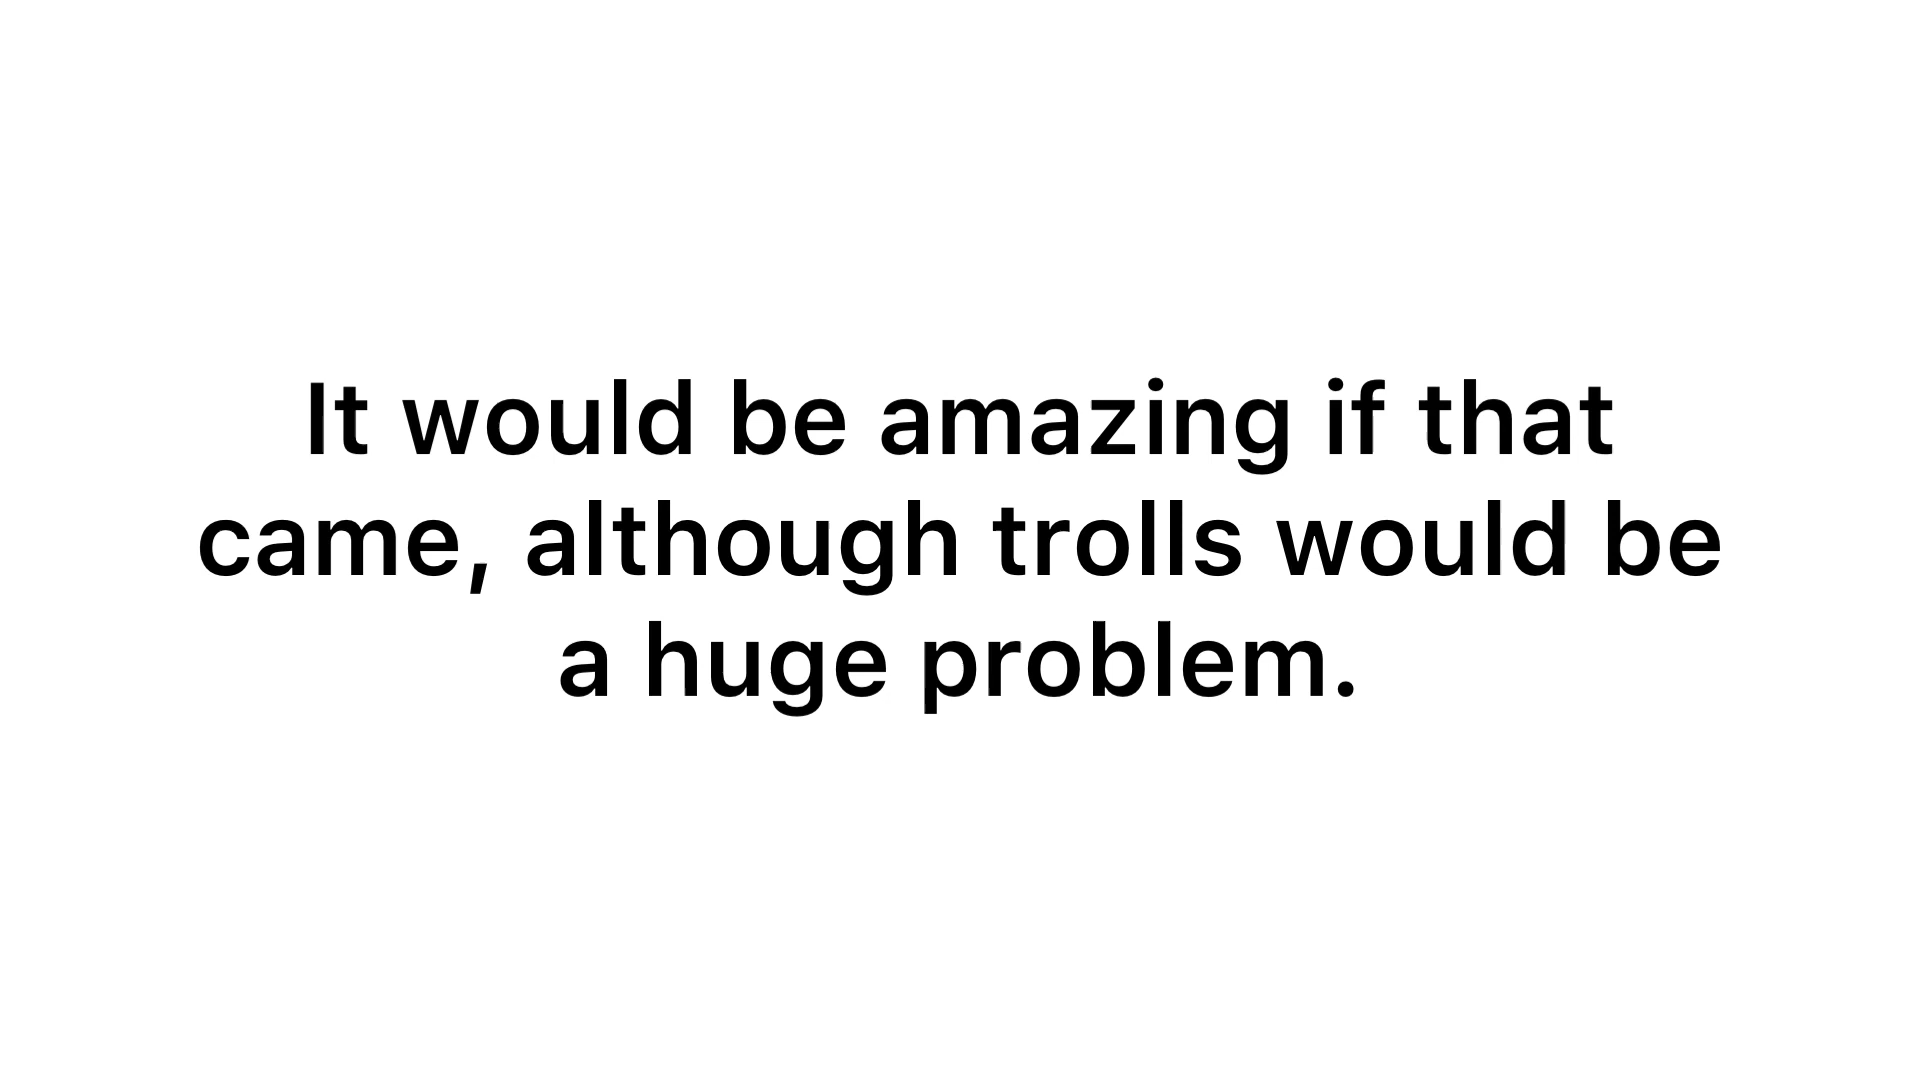 It would be amazing if that
came, although trolls would be
a huge problem.